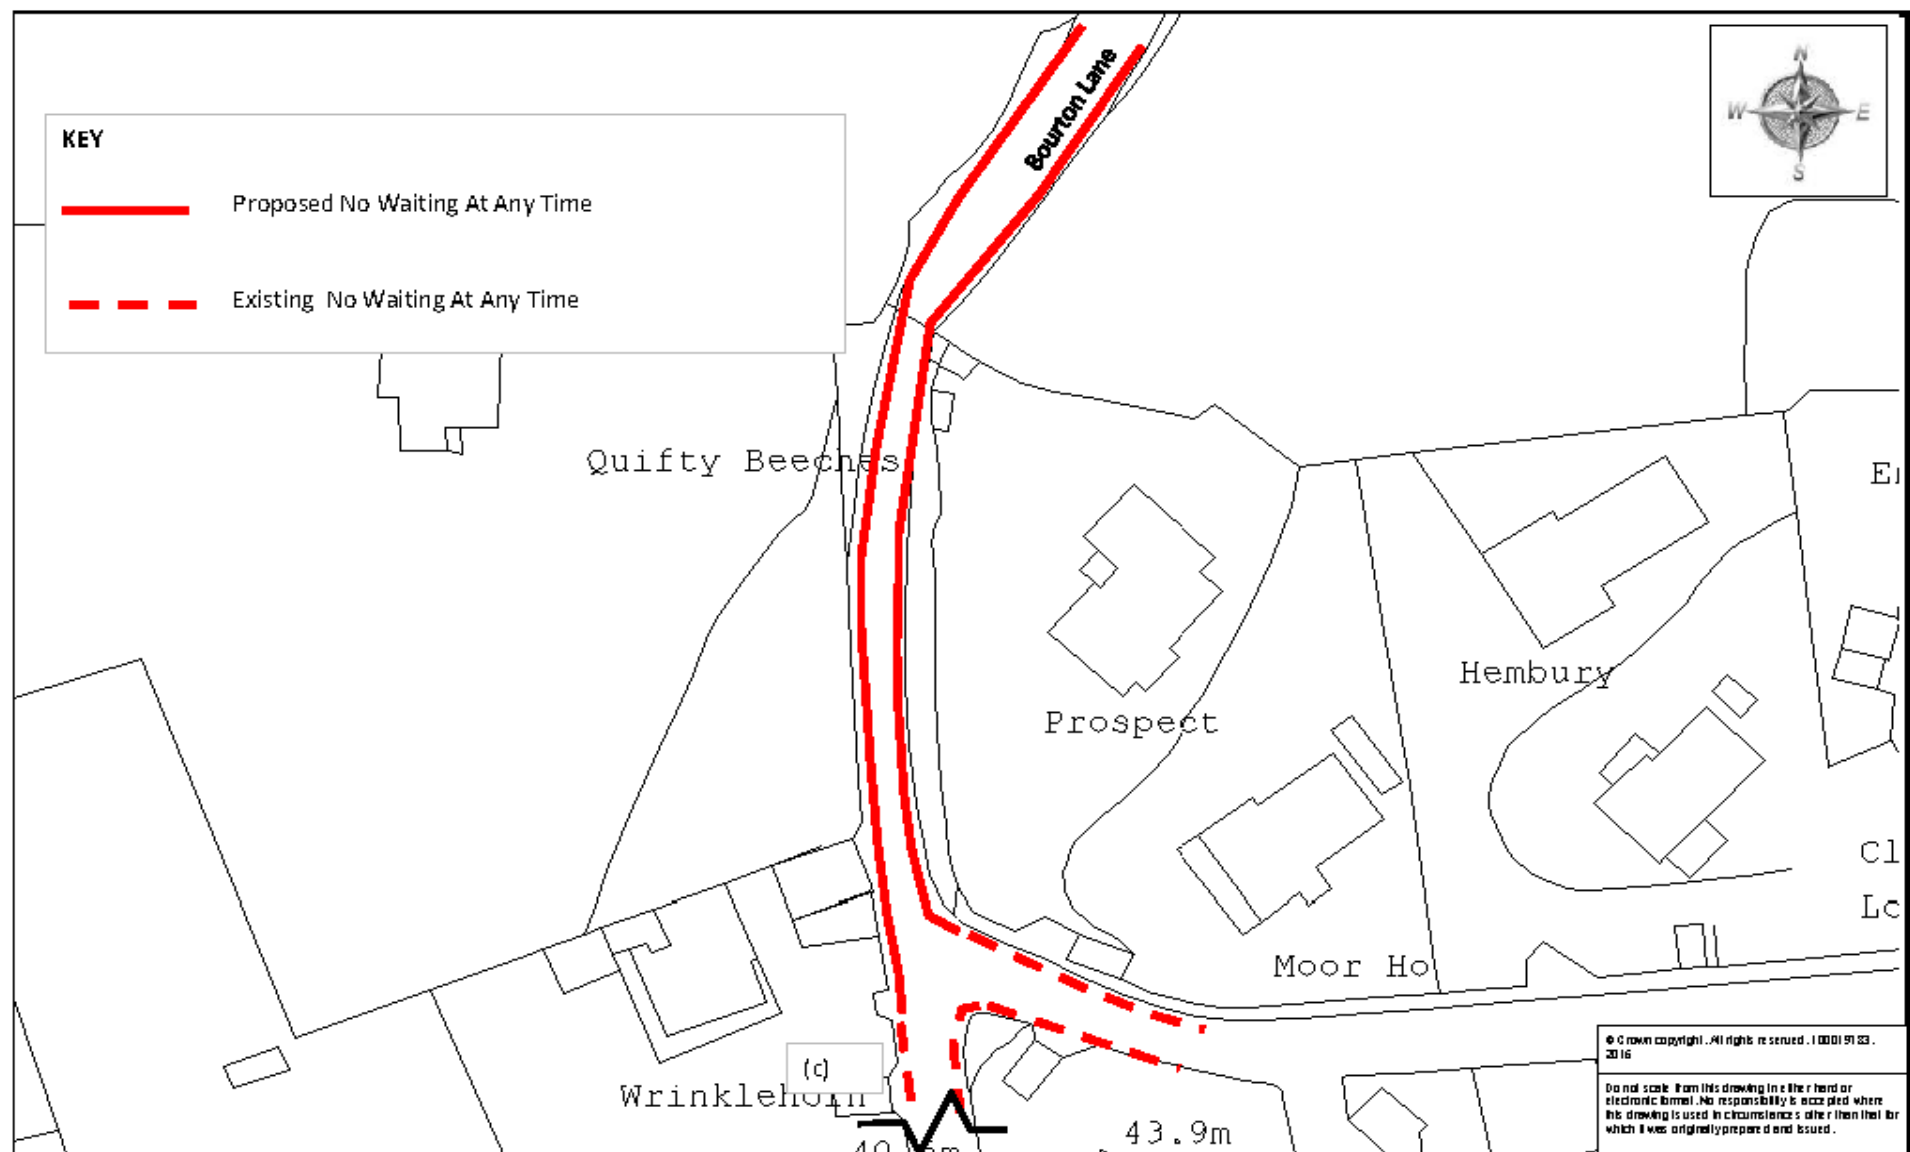 N
W E
S
Bourton Lane
KEY
Proposed No Waiting At Any Time
Existing No Waiting At Any Time
Quifty Beeches
Hembury
Prospect
Moor Ho
(c)
Wrinklehorn
43.9m
© Crown copyright. All rights reserved. 100019783.
2016
Do not scale from this drawing in either hard or
electronic format. No responsibility is accepted where
this drawing is used in circumstances other than that for
which it was originally prepared and issued.